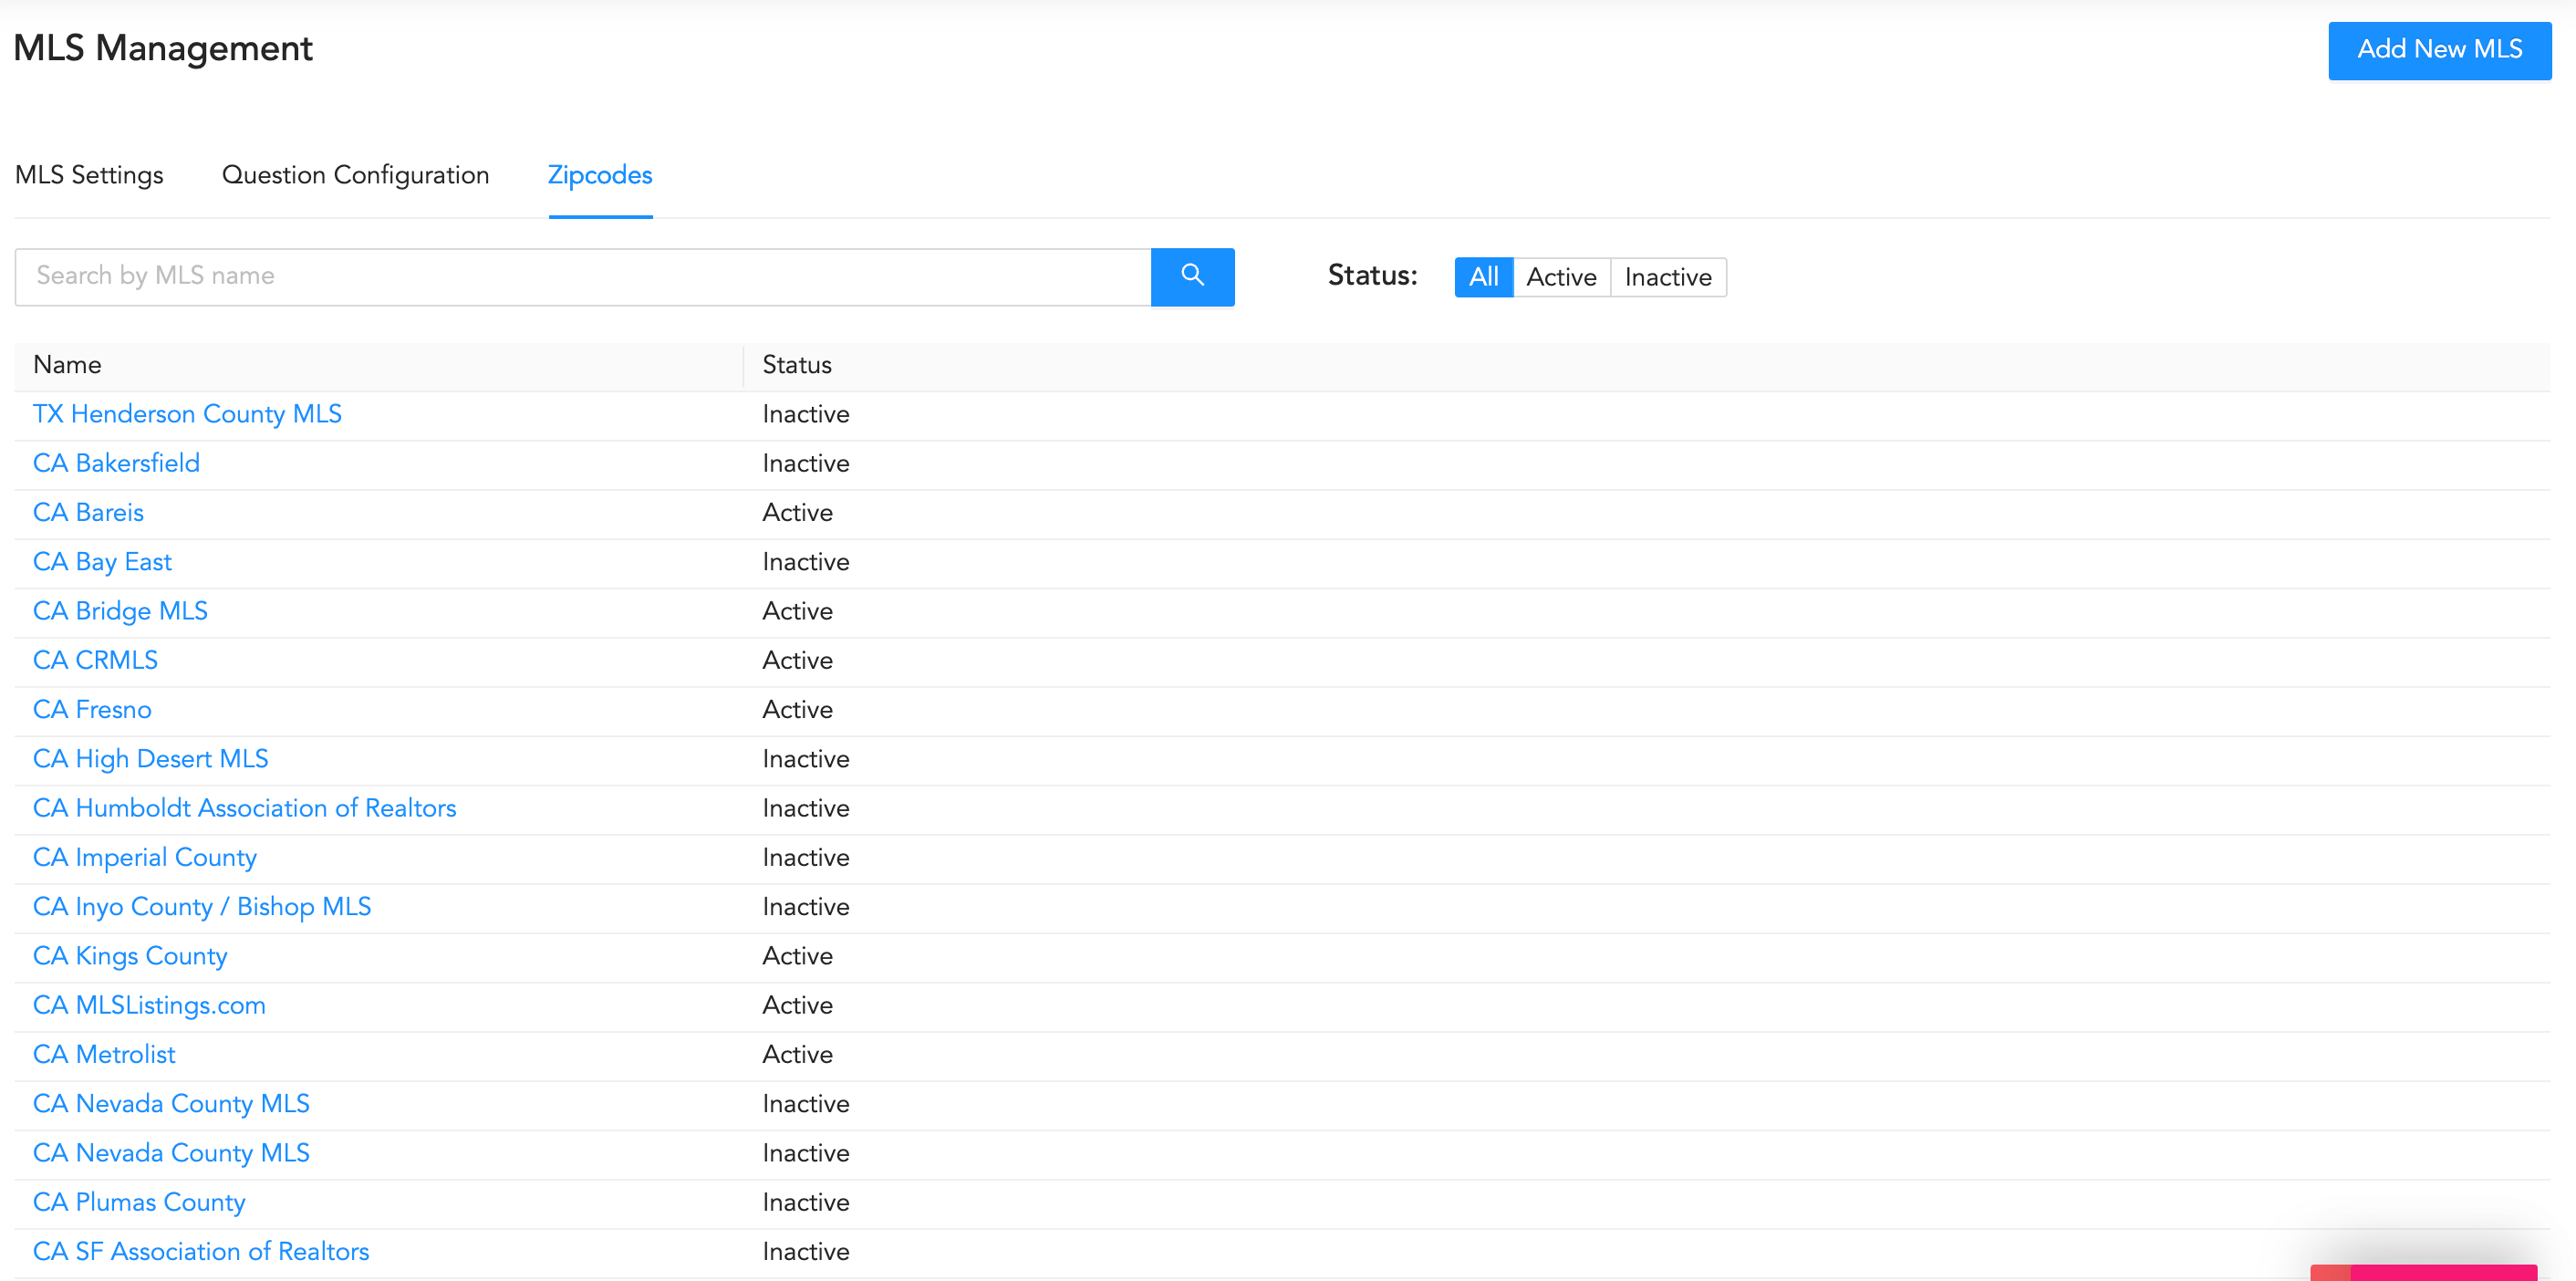 MLS Management
Add New MLS
MLS Settings Question Configuration Zipcodes
Search by MLS name Status: All Active Inactive
Name Status
TX Henderson County MLS Inactive
CA Bakersfield Inactive
CA Bareis Active
CA Bay East Inactive
CA Bridge MLS Active
CA CRMLS Active
CA Fresno Active
CA High Desert MLS Inactive
CA Humboldt Association of Realtors Inactive
CA Imperial County Inactive
CA Inyo County / Bishop MLS Inactive
CA Kings County Active
CA MLSListings.com Active
CA Metrolist Active
CA Nevada County MLS Inactive
CA Nevada County MLS Inactive
CA Plumas County Inactive
CA SF Association of Realtors Inactive